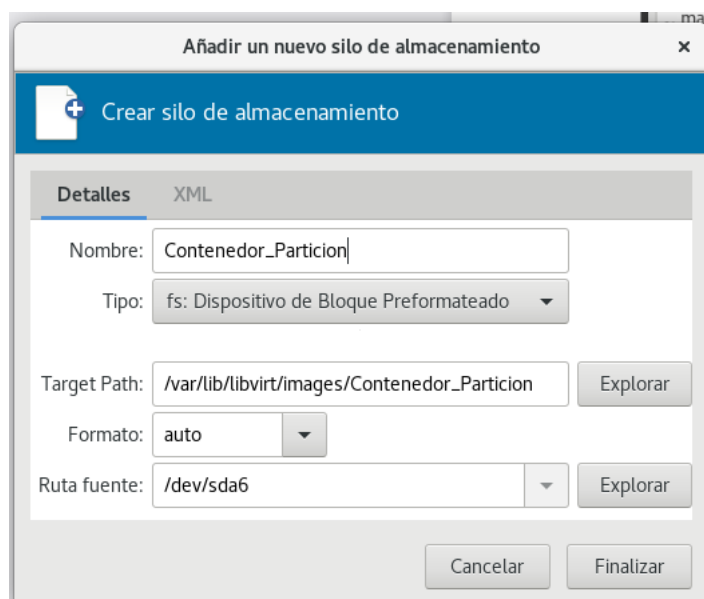 ma
Añadir un nuevo silo de almacenamiento ×
Crear silo de almacenamiento
Detalles XML
Nombre: Contenedor_Particion
Tipo: fs: Dispositivo de Bloque Preformateado
Target Path: /var/lib/libvirt/images/Contenedor_Particion Explorar
Formato: auto
Ruta fuente: /dev/sda6 Explorar
Cancelar Finalizar